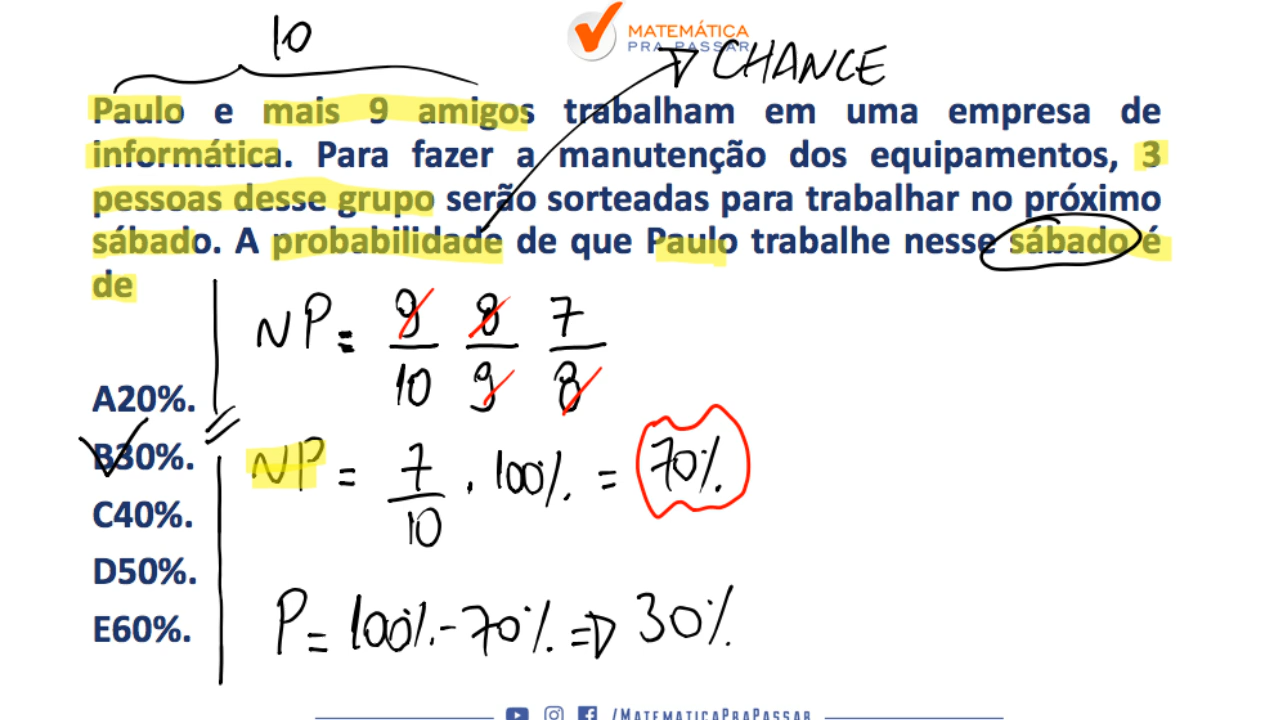 10
MATEMÁTICA
PRA PASSAR
CHANCE
Paulo e mais 9 amigos trabalham em uma empresa de
informática. Para fazer a manutenção dos equipamentos, 3
pessoas desse grupo serão sorteadas para trabalhar no próximo
sábado. A probabilidade de que Paulo trabalhe nesse sábado é
de
NP = 9/10 8/9 7/8
A20%.
B30%.
NP = 7/10 . 100% = 70%
C40%.
D50%.
E60%.
P = 100% - 70% => 30%
/MATEMATICAPRAPASSAR